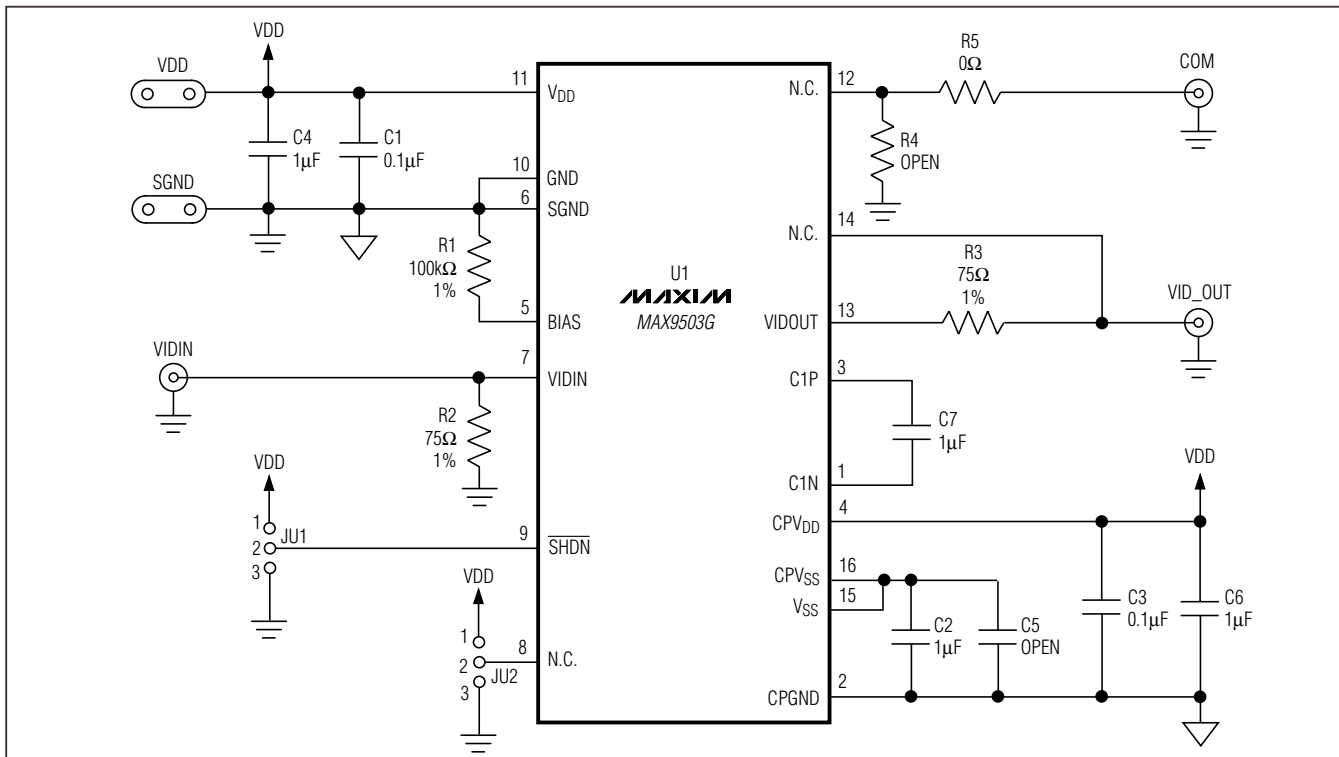 VDD
VDD
C4
1µF
C1
0.1µF
SGND
R1
100kΩ
1%
VIDIN
R2
75Ω
1%
VDD
1
2
3
JU1
VDD
1
2
3
JU2
11
VDD
10
GND
6
SGND
5
BIAS
7
VIDIN
9
SHDN
8
N.C.
U1
MAXIM
MAX9503G
N.C.
12
R5
0Ω
COM
R4
OPEN
N.C.
14
R3
75Ω
1%
VIDOUT
13
VID_OUT
C1P
3
C7
1µF
C1N
1
VDD
CPVDD
4
CPVSS
16
VSS
15
C2
1µF
C5
OPEN
C3
0.1µF
C6
1µF
CPGND
2